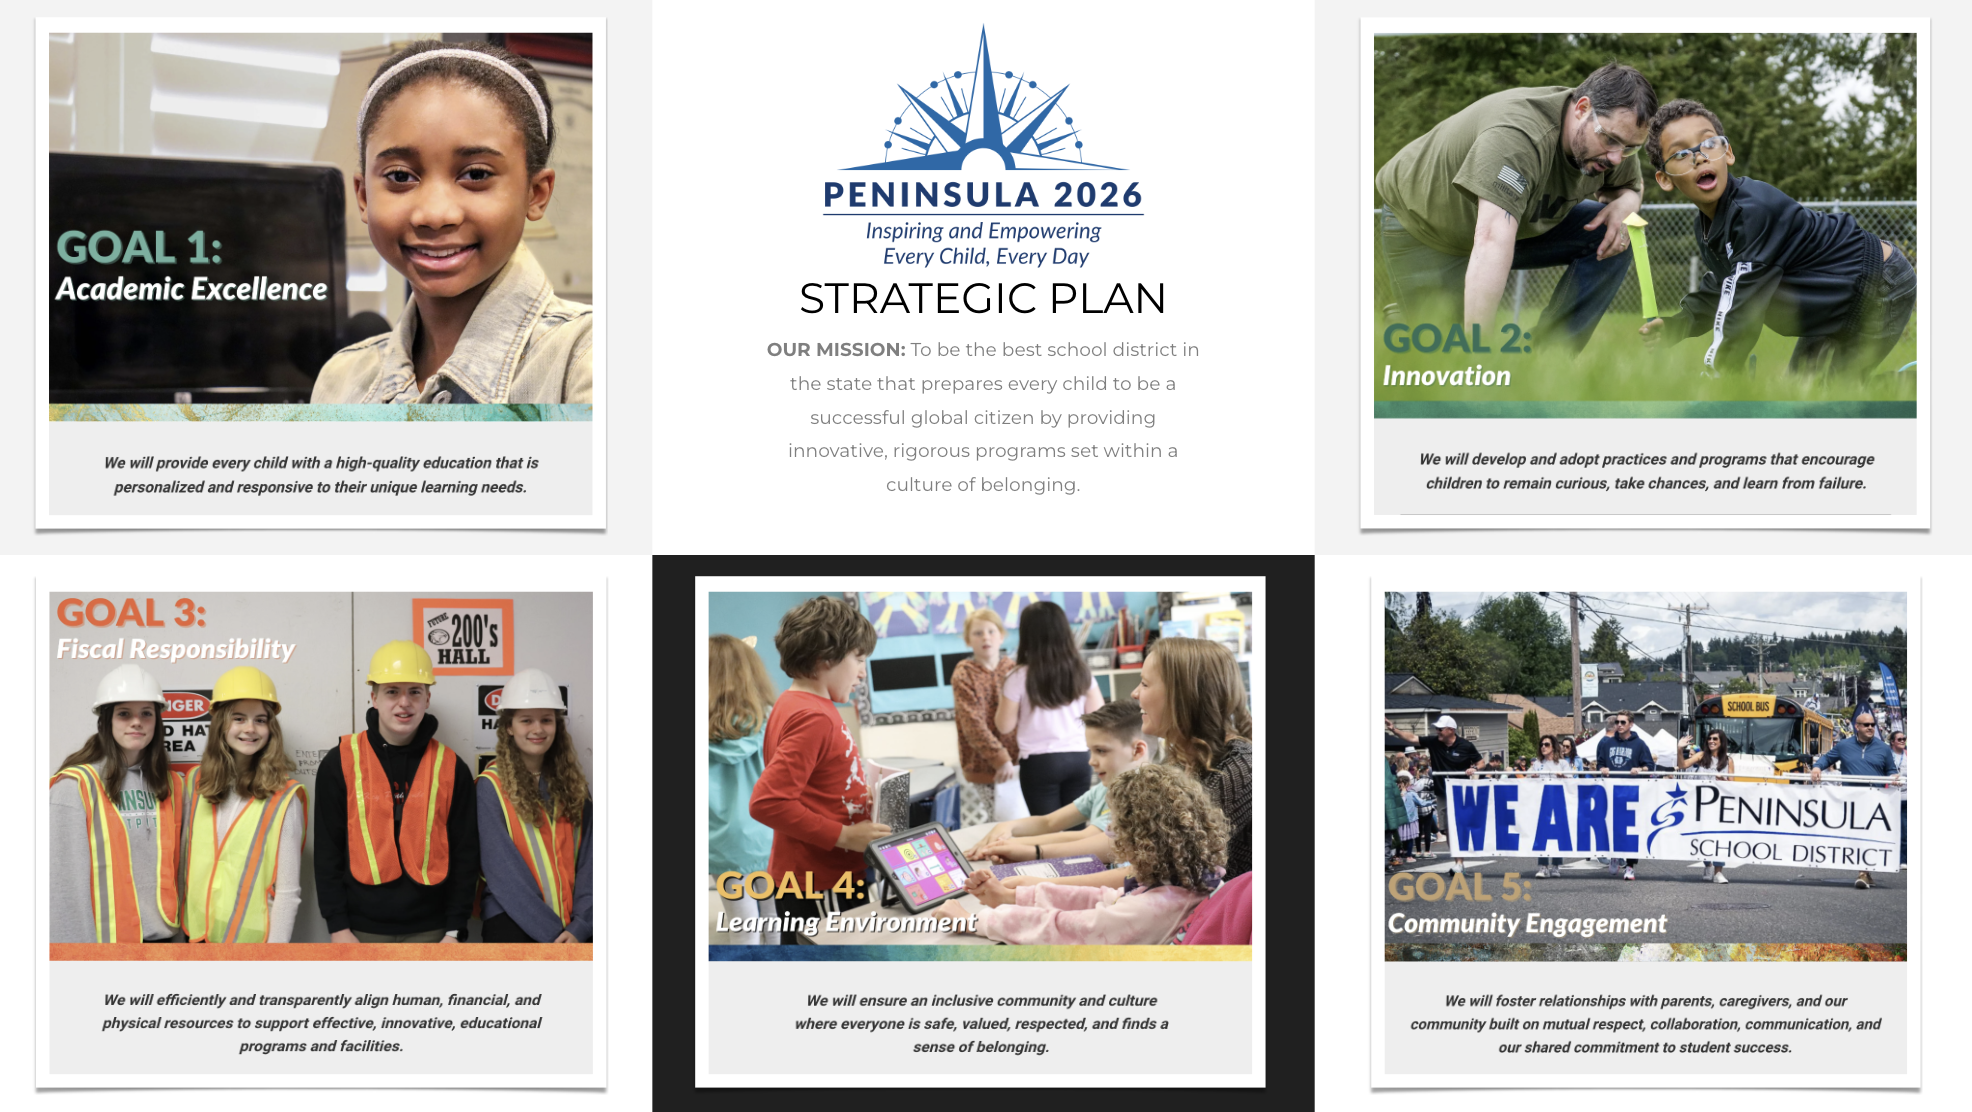 GOAL 1:
Academic Excellence
We will provide every child with a high-quality education that is
personalized and responsive to their unique learning needs.
PENINSULA 2026
Inspiring and Empowering
Every Child, Every Day
STRATEGIC PLAN
OUR MISSION: To be the best school district in
the state that prepares every child to be a
successful global citizen by providing
innovative, rigorous programs set within a
culture of belonging.
NIKE
GOAL 2:
Innovation
We will develop and adopt practices and programs that encourage
children to remain curious, take chances, and learn from failure.
GOAL 3:
Fiscal Responsibility
FUTURE
200's
HALL
We will efficiently and transparently align human, financial, and
physical resources to support effective, innovative, educational
programs and facilities.
GOAL 4:
Learning Environment
We will ensure an inclusive community and culture
where everyone is safe, valued, respected, and finds a
sense of belonging.
SCHOOL BUS
WE ARE PENINSULA
SCHOOL DISTRICT
GOAL 5:
Community Engagement
We will foster relationships with parents, caregivers, and our
community built on mutual respect, collaboration, communication, and
our shared commitment to student success.